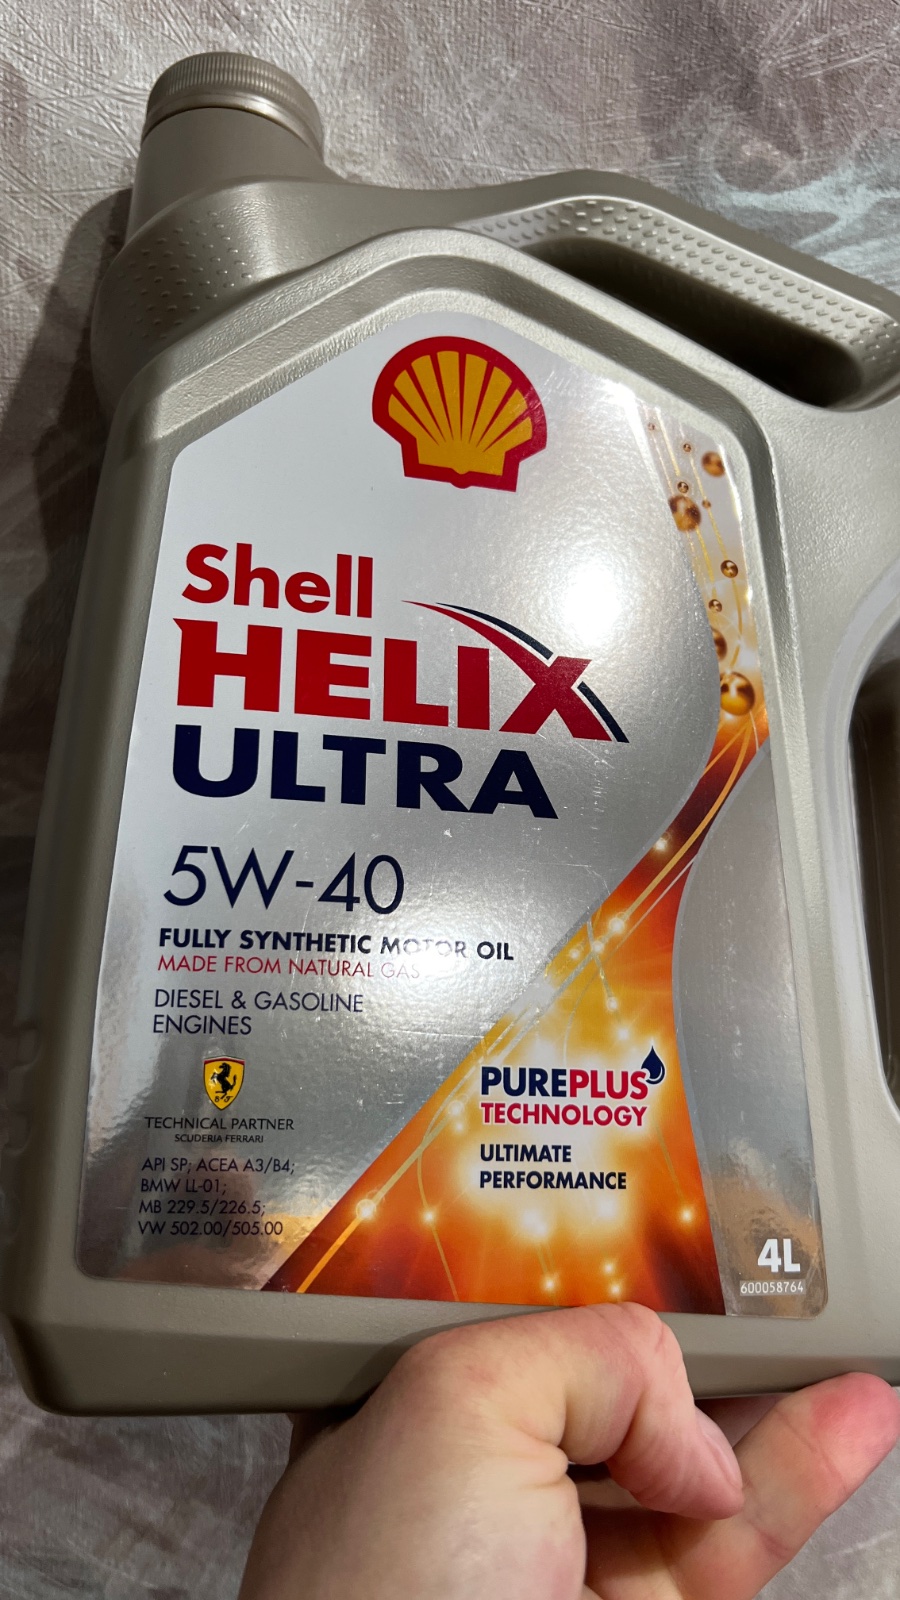 Shell
HELIX
ULTRA
5W-40
FULLY SYNTHETIC MOTOR OIL
MADE FROM NATURAL GAS
DIESEL & GASOLINE
ENGINES
TECHNICAL PARTNER
SCUDERIA FERRARI
API SP; ACEA A3/B4;
BMW LL-01;
MB 229.5/226.5;
VW 502.00/505.00
PUREPLUS
TECHNOLOGY
ULTIMATE
PERFORMANCE
4L
600058764